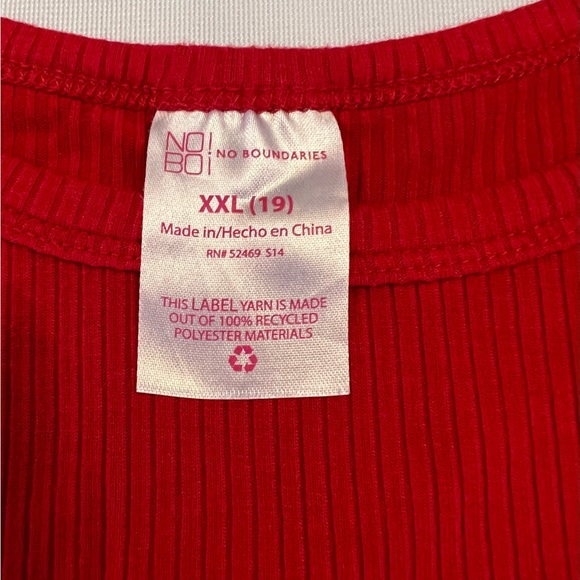 NO!
BO¡ NO BOUNDARIES
XXL (19)
Made in/Hecho en China
RN# 52469 S14
THIS LABEL YARN IS MADE
OUT OF 100% RECYCLED
POLYESTER MATERIALS